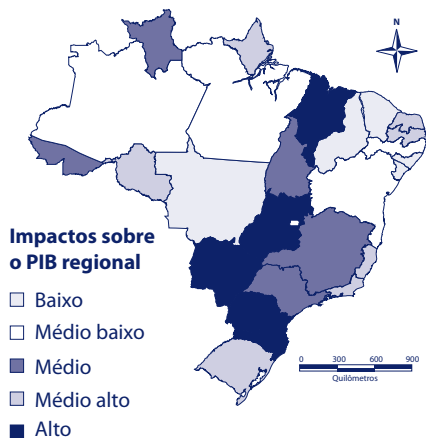 N
Impactos sobre
o PIB regional
Baixo
Médio baixo
Médio
Médio alto
Alto
0 300 600 900
Quilômetros